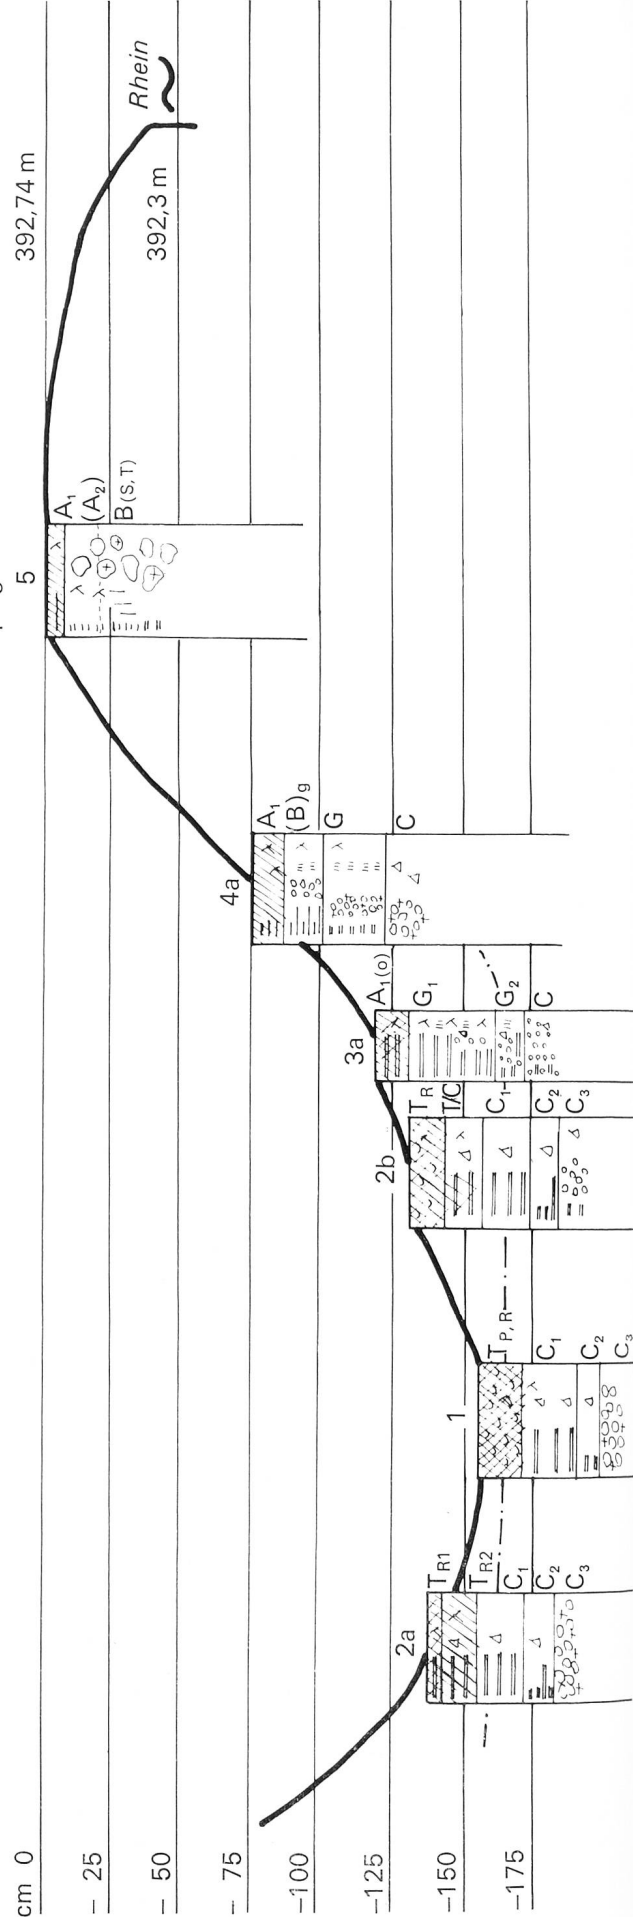 cm 0
– 25
– 50
– 75
–100
–125
–150
–175
392,74 m
392,3 m
Rhein
2a
TR1
TR2
C1
C2
C3
1
TP,R
C1
C2
C3
2b
TR
T/C
C1
C2
C3
3a
A1(o)
G1
G2
C
4a
A1
(B)g
G
C
5
A1
(A2)
B(S,T)